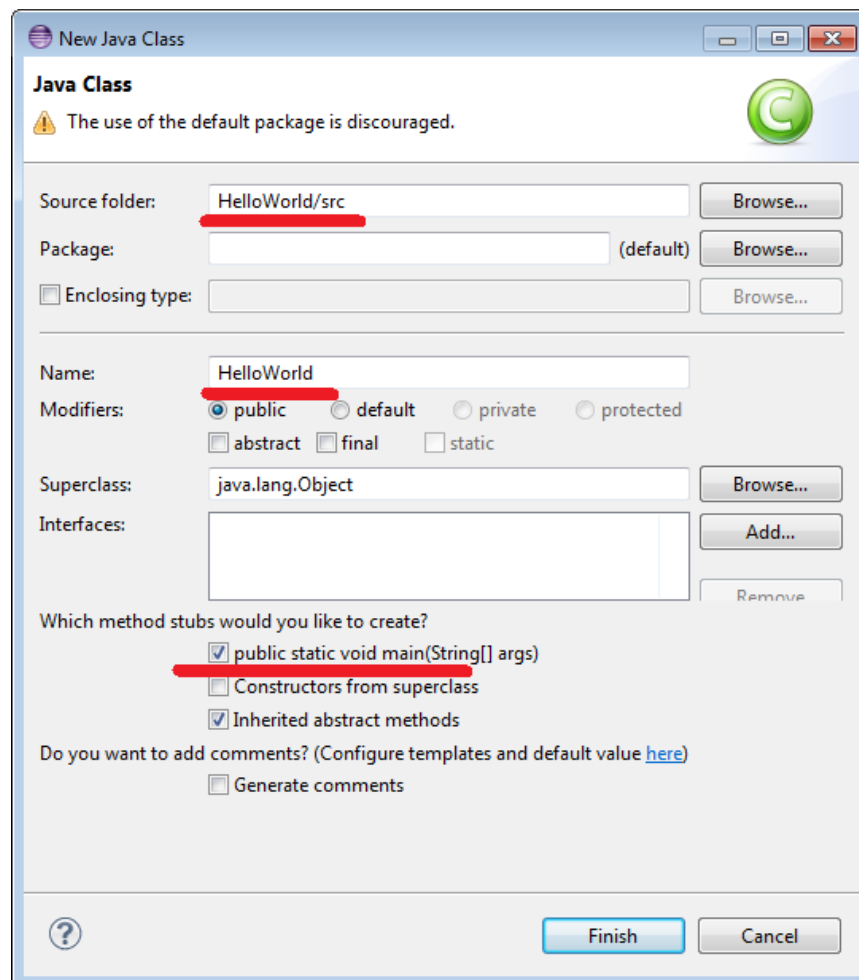 New Java Class
Java Class
The use of the default package is discouraged.
Source folder: HelloWorld/src Browse...
Package: (default) Browse...
Enclosing type: Browse...
Name: HelloWorld
Modifiers: public default private protected
abstract final static
Superclass: java.lang.Object Browse...
Interfaces: Add...
Remove
Which method stubs would you like to create?
public static void main(String[] args)
Constructors from superclass
Inherited abstract methods
Do you want to add comments? (Configure templates and default value here)
Generate comments
? Finish Cancel